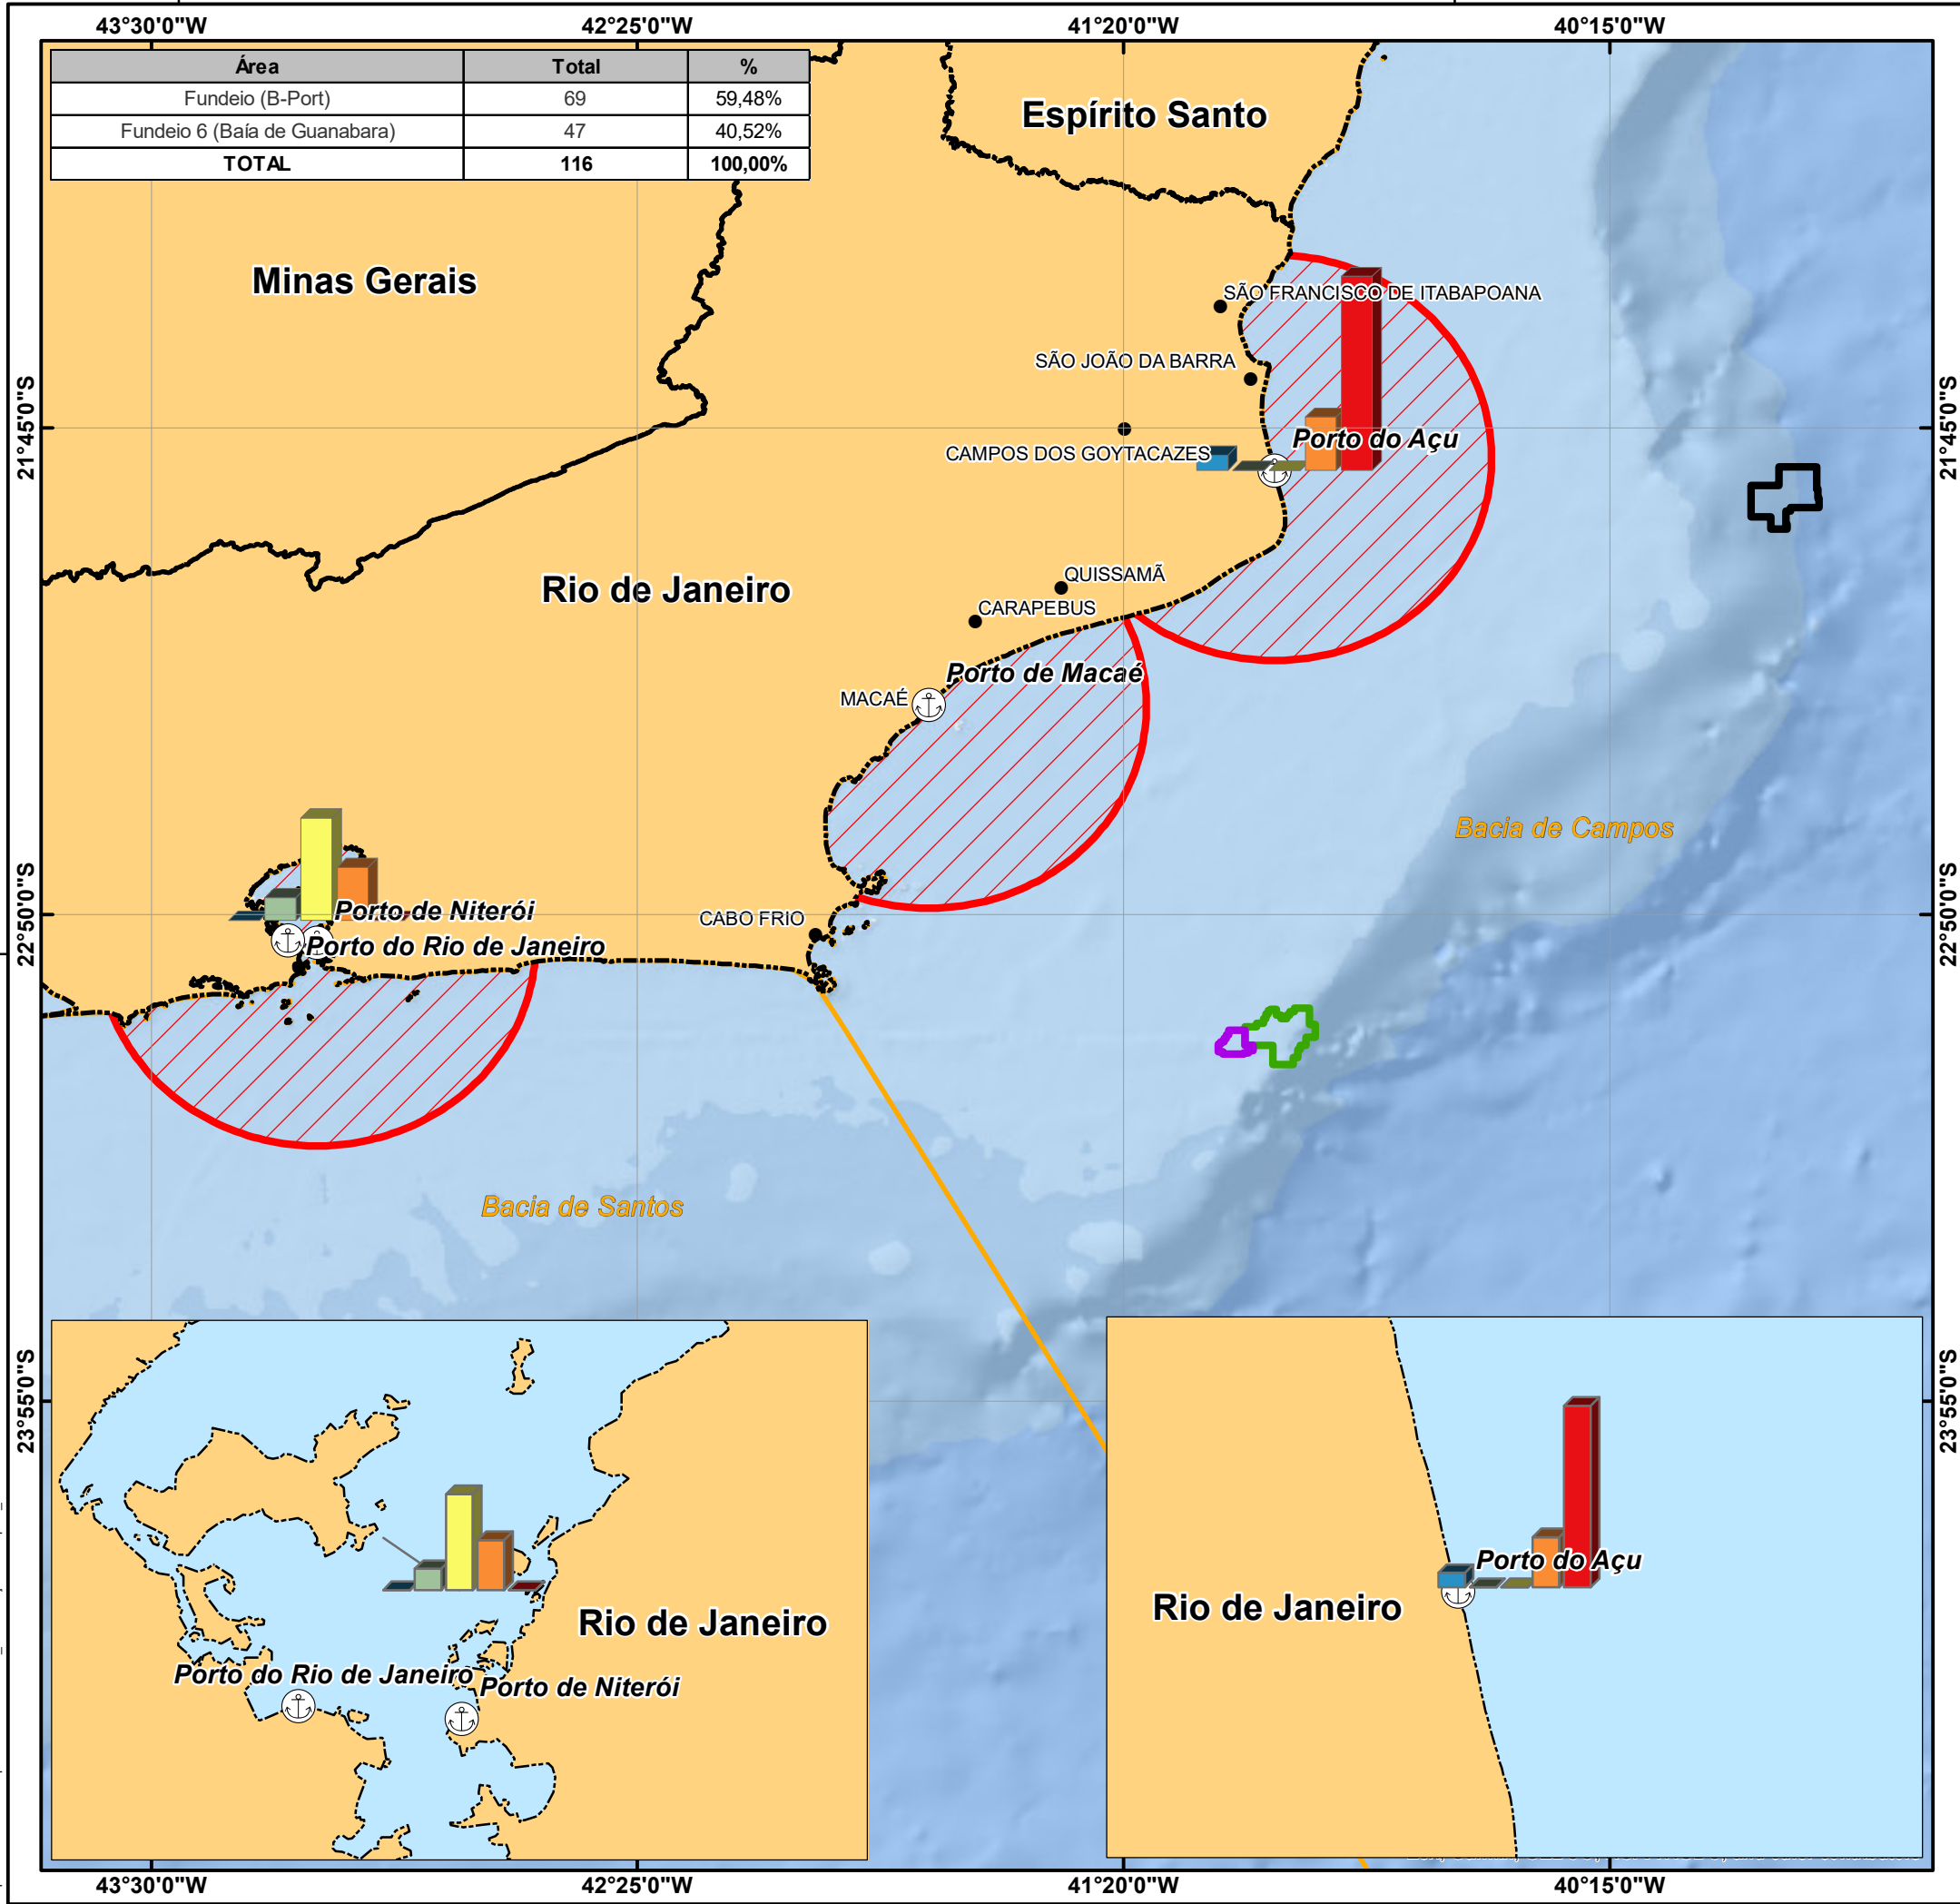 43°30'0"W 42°25'0"W 41°20'0"W 40°15'0"W
Área Total %
Fundeio (B-Port) 69 59,48%
Fundeio 6 (Baía de Guanabara) 47 40,52%
TOTAL 116 100,00%
Espírito Santo
Minas Gerais
SÃO FRANCISCO DE ITABAPOANA
SÃO JOÃO DA BARRA
21°45'0"S
21°45'0"S
Porto do Açu
CAMPOS DOS GOYTACAZES
QUISSAMÃ
Rio de Janeiro
CARAPEBUS
Porto de Macaé
MACAÉ
Bacia de Campos
22°50'0"S
22°50'0"S
Porto de Niterói
CABO FRIO
Porto do Rio de Janeiro
Bacia de Santos
23°55'0"S
23°55'0"S
Rio de Janeiro
Porto do Rio de Janeiro
Porto de Niterói
Porto do Açu
Rio de Janeiro
43°30'0"W 42°25'0"W 41°20'0"W 40°15'0"W